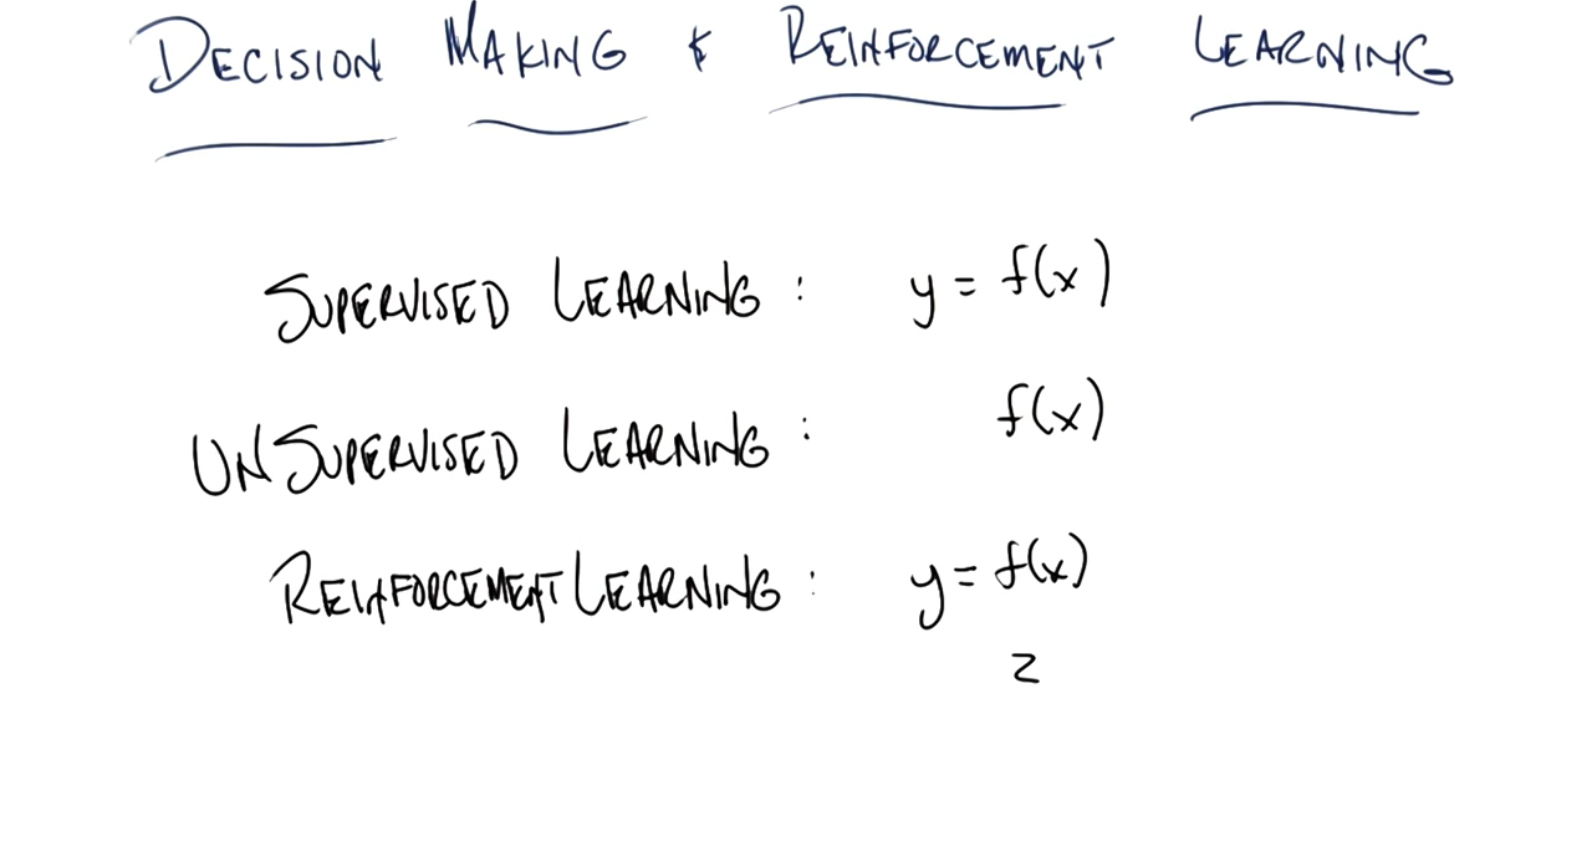 DECISION MAKING & REINFORCEMENT LEARNING
SUPERVISED LEARNING : y = f(x)
UNSUPERVISED LEARNING : f(x)
REINFORCEMENT LEARNING : y = f(x)
z